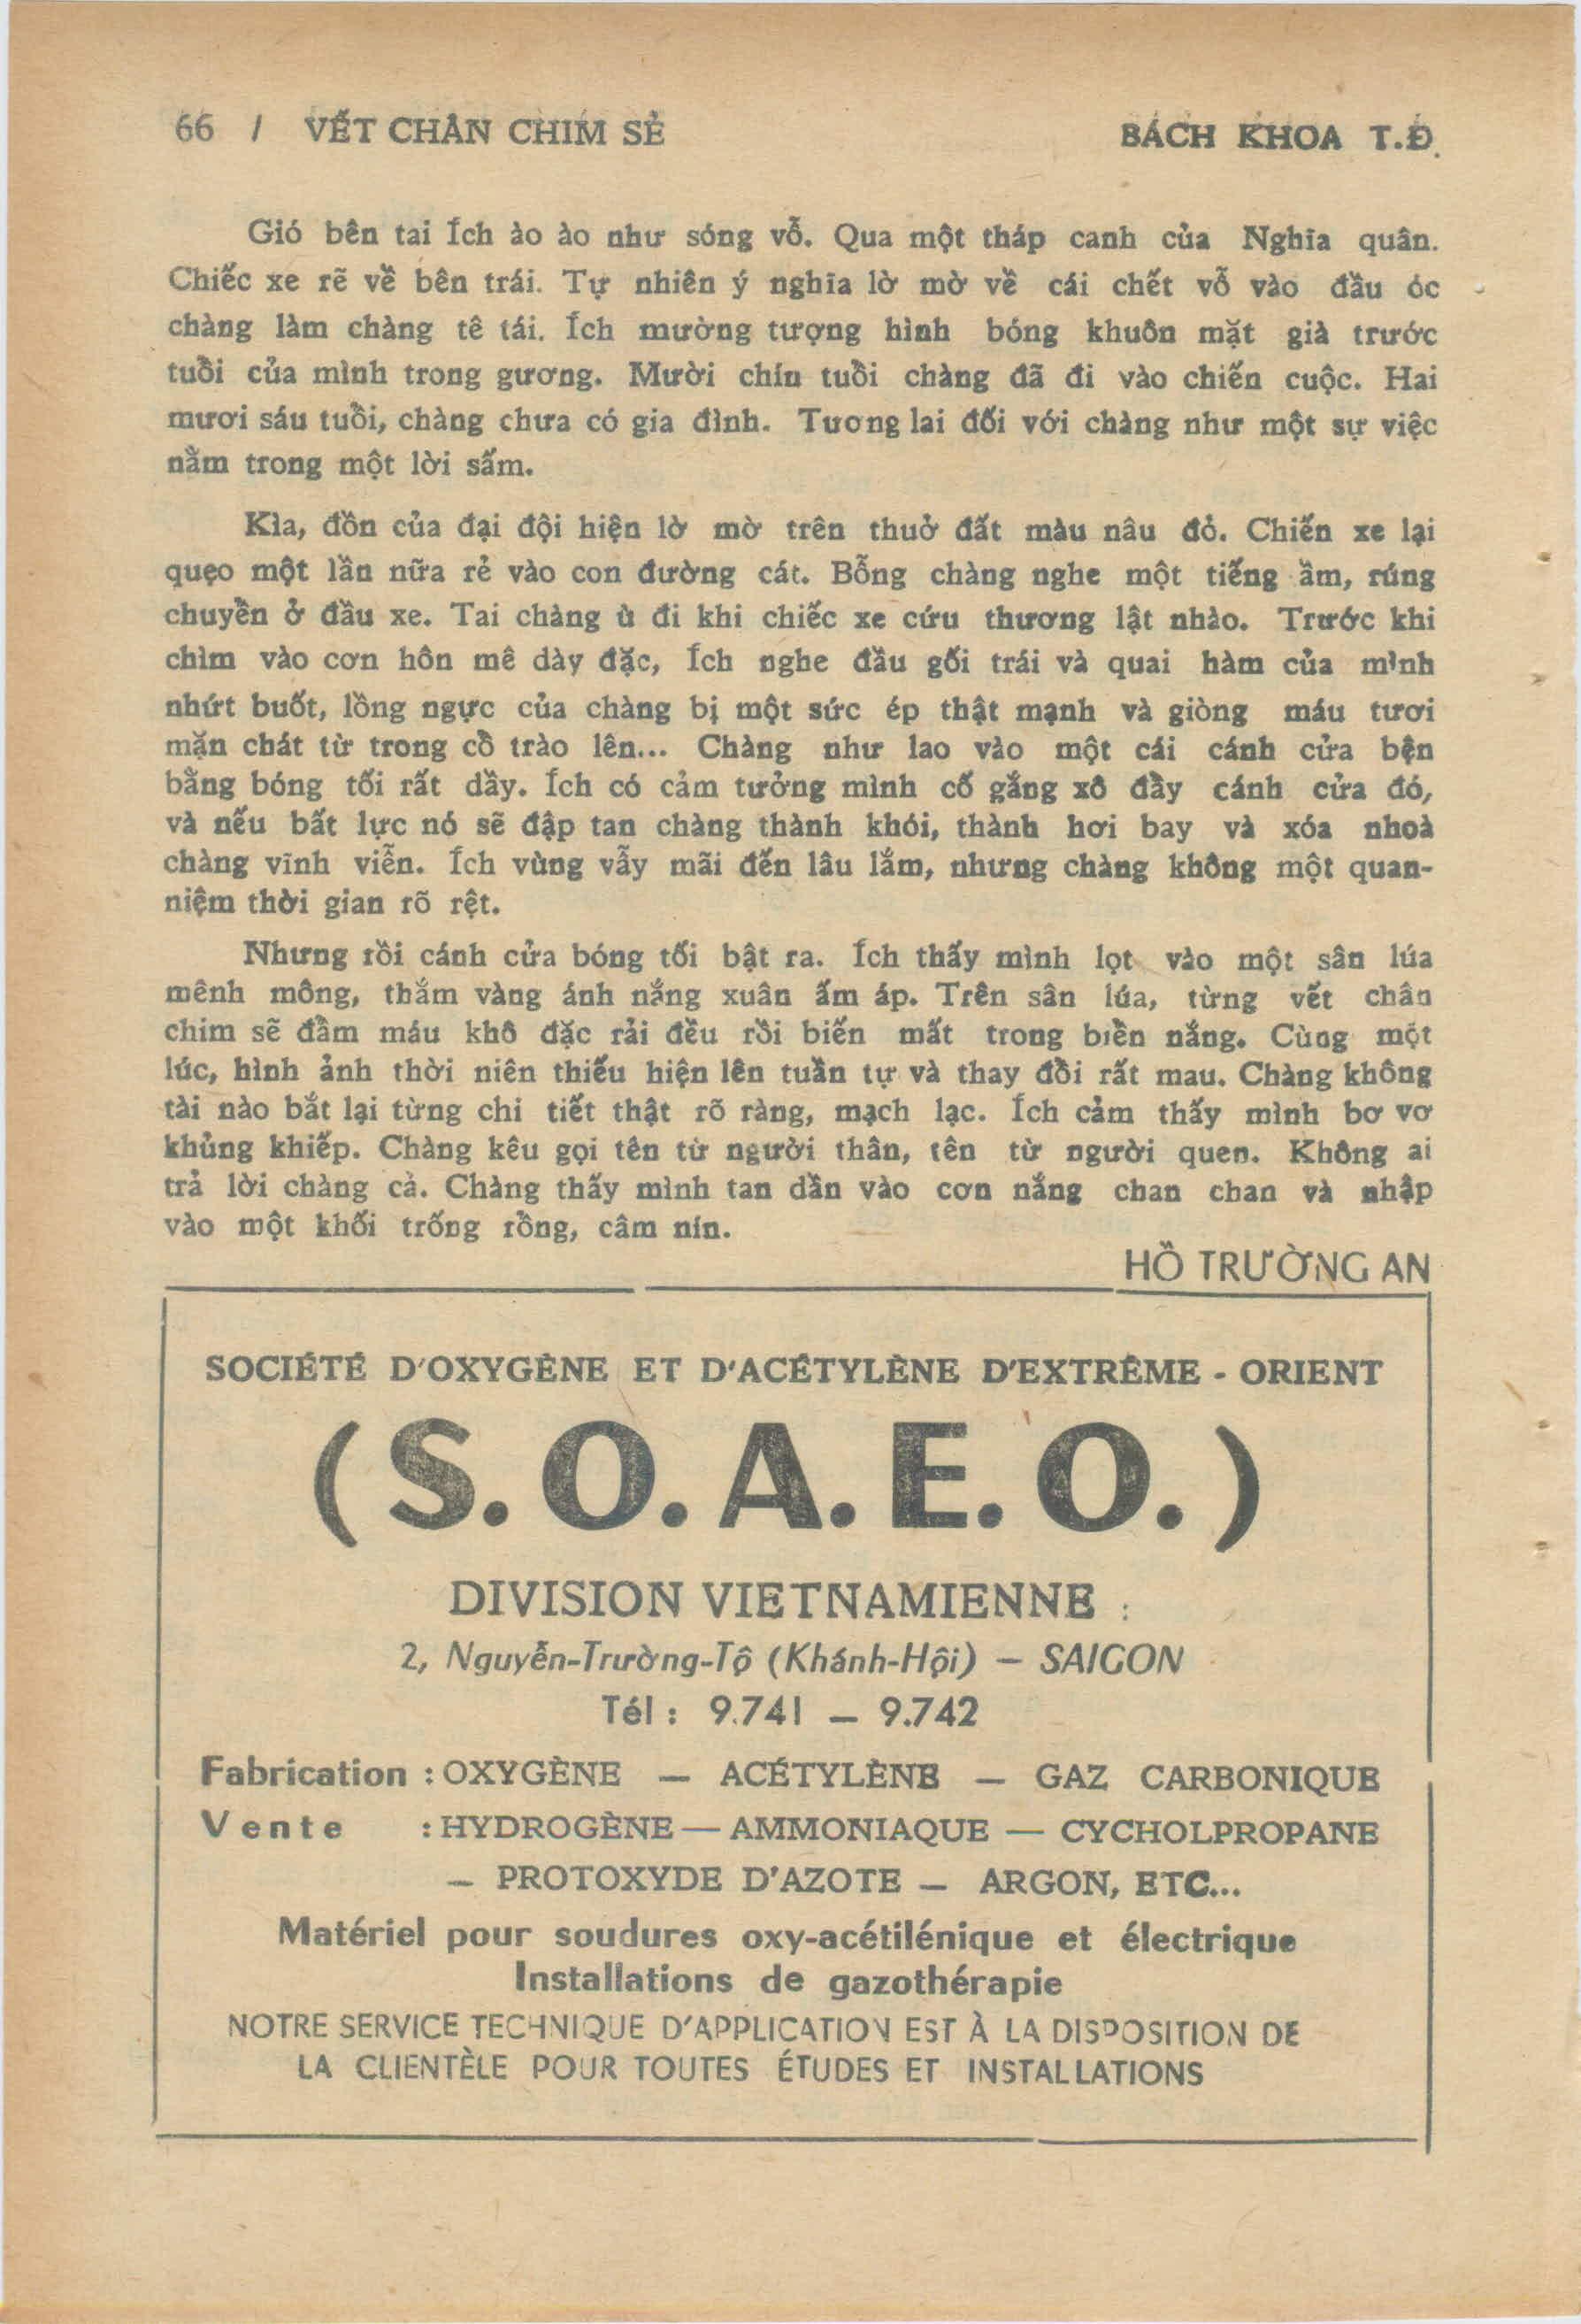 66 / VẾT CHÂN CHIM SẺ BÁCH KHOA T.Đ.
Gió bên tai Ích ào ào như sóng vỗ. Qua một tháp canh của Nghĩa quân.
Chiếc xe rẽ về bên trái. Tự nhiên ý nghĩa lờ mờ về cái chết vỗ vào đầu óc
chàng làm chàng tê tái. Ích mường tượng hình bóng khuôn mặt già trước
tuổi của mình trong gương. Mười chín tuổi chàng đã đi vào chiến cuộc. Hai
mươi sáu tuổi, chàng chưa có gia đình. Tương lai đối với chàng như một sự việc
nằm trong một lời sấm.
Kìa, đồn của đại đội hiện lờ mờ trên thuở đất màu nâu đỏ. Chiến xe lại
quẹo một lần nữa rẻ vào con đường cát. Bỗng chàng nghe một tiếng ầm, rúng
chuyển ở đầu xe. Tai chàng ù đi khi chiếc xe cứu thương lật nhào. Trước khi
chìm vào cơn hôn mê dày đặc, Ích nghe đầu gối trái và quai hàm của mình
nhứt buốt, lồng ngực của chàng bị một sức ép thật mạnh và giòng máu tươi
mặn chát từ trong cổ trào lên... Chàng như lao vào một cái cánh cửa bện
bằng bóng tối rất dầy. Ích có cảm tưởng mình cố gắng xô đẩy cánh cửa đó,
và nếu bất lực nó sẽ đập tan chàng thành khói, thành hơi bay và xóa nhoà
chàng vĩnh viễn. Ích vùng vẫy mãi đến lâu lắm, nhưng chàng không một quan-
niệm thời gian rõ rệt.
Nhưng rồi cánh cửa bóng tối bật ra. Ích thấy mình lọt vào một sân lúa
mênh mông, thắm vàng ánh nắng xuân ấm áp. Trên sân lúa, từng vết chân
chim sẽ đầm máu khô đặc rải đều rồi biến mất trong biển nắng. Cùng một
lúc, hình ảnh thời niên thiếu hiện lên tuần tự và thay đổi rất mau. Chàng không
tài nào bắt lại từng chi tiết thật rõ ràng, mạch lạc. Ích cảm thấy mình bơ vơ
khủng khiếp. Chàng kêu gọi tên từ người thân, tên từ người quen. Không ai
trả lời chàng cả. Chàng thấy mình tan dần vào cơn nắng chan chan và nhập
vào một khối trống rỗng, câm nín.
HỒ TRƯỜNG AN
SOCIÉTÉ D'OXYGÈNE ET D'ACÉTYLÈNE D'EXTRÊME - ORIENT
(S.O.A.E.O.)
DIVISION VIETNAMIENNE :
2, Nguyễn-Trường-Tộ (Khánh-Hội) — SAIGON
Tél : 9.741 — 9.742
Fabrication : OXYGÈNE — ACÉTYLÈNE — GAZ CARBONIQUE
Vente : HYDROGÈNE — AMMONIAQUE — CYCHOLPROPANE
— PROTOXYDE D'AZOTE — ARGON, ETC...
Matériel pour soudures oxy-acétilénique et électrique
Installations de gazothérapie
NOTRE SERVICE TECHNIQUE D'APPLICATION EST À LA DISPOSITION DE
LA CLIENTÈLE POUR TOUTES ÉTUDES ET INSTALLATIONS